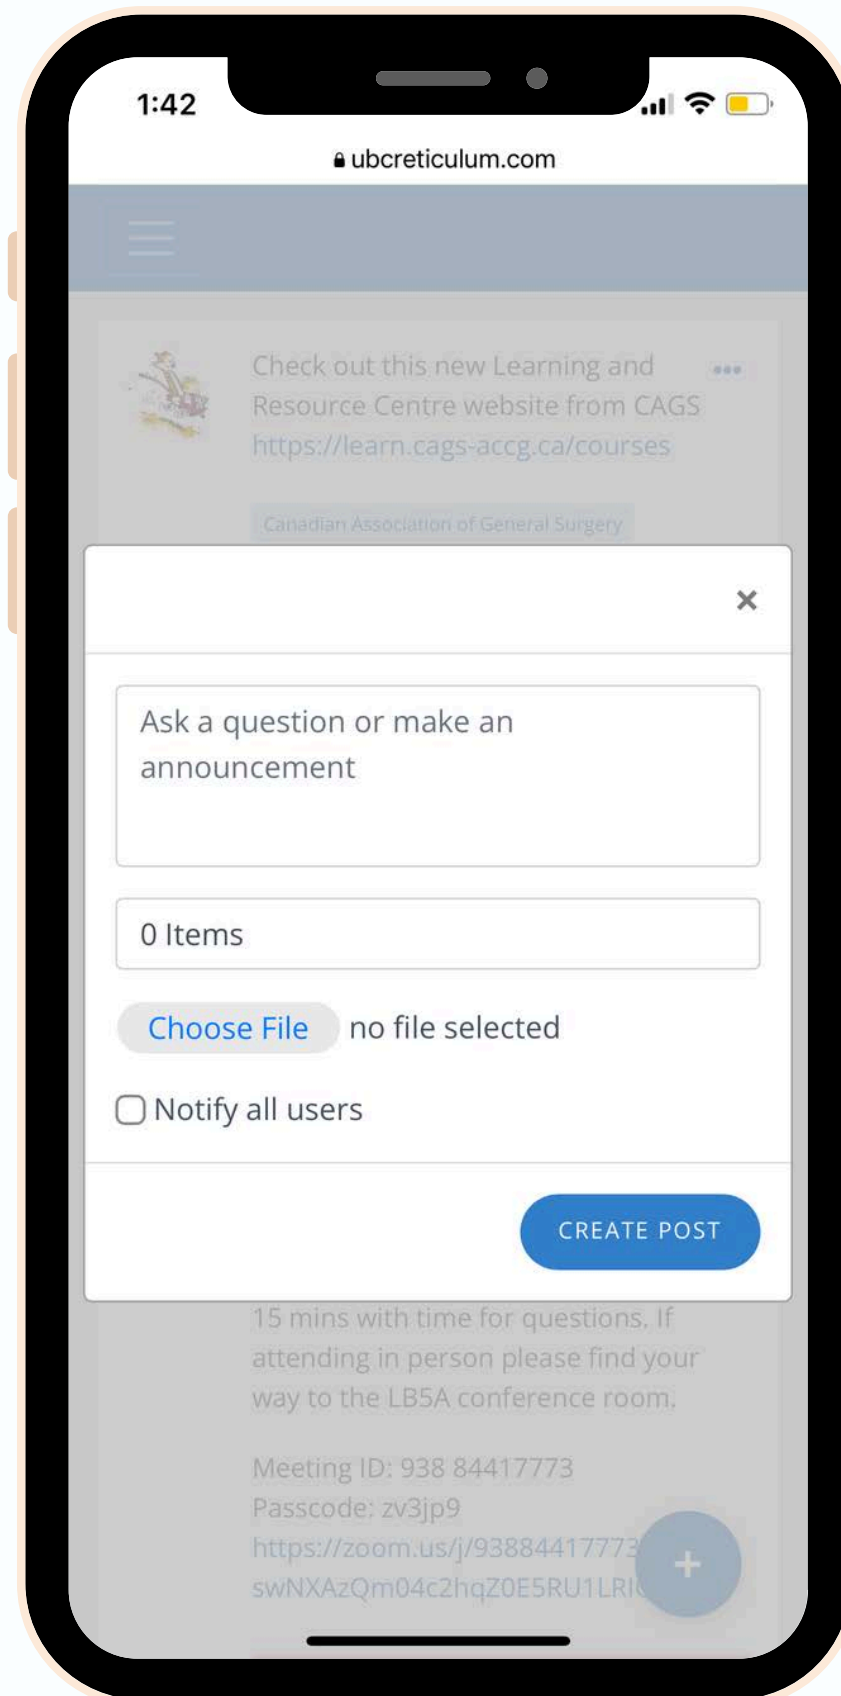 1:42
ubcreticulum.com
Check out this new Learning and
Resource Centre website from CAGS
https://learn.cags-accg.ca/courses
Canadian Association of General Surgery
×
Ask a question or make an
announcement
0 Items
Choose File no file selected
Notify all users
CREATE POST
15 mins with time for questions. If
attending in person please find your
way to the LB5A conference room.
Meeting ID: 938 84417773
Passcode: zv3jp9
https://zoom.us/j/93884417773
swNXAzQm04c2hqZ0E5RU1LRl
+